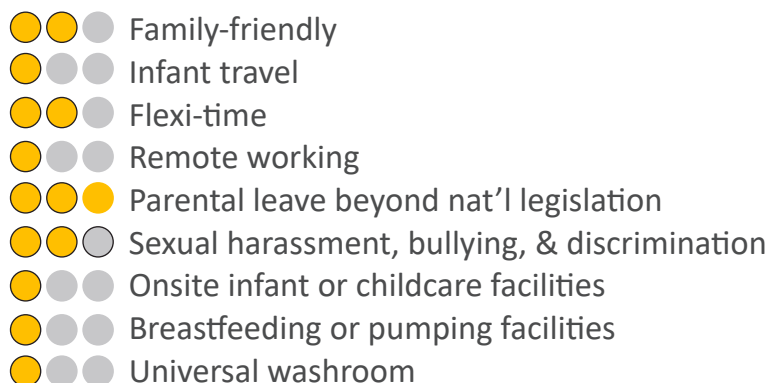 Family-friendly
Infant travel
Flexi-time
Remote working
Parental leave beyond nat’l legislation
Sexual harassment, bullying, & discrimination
Onsite infant or childcare facilities
Breastfeeding or pumping facilities
Universal washroom